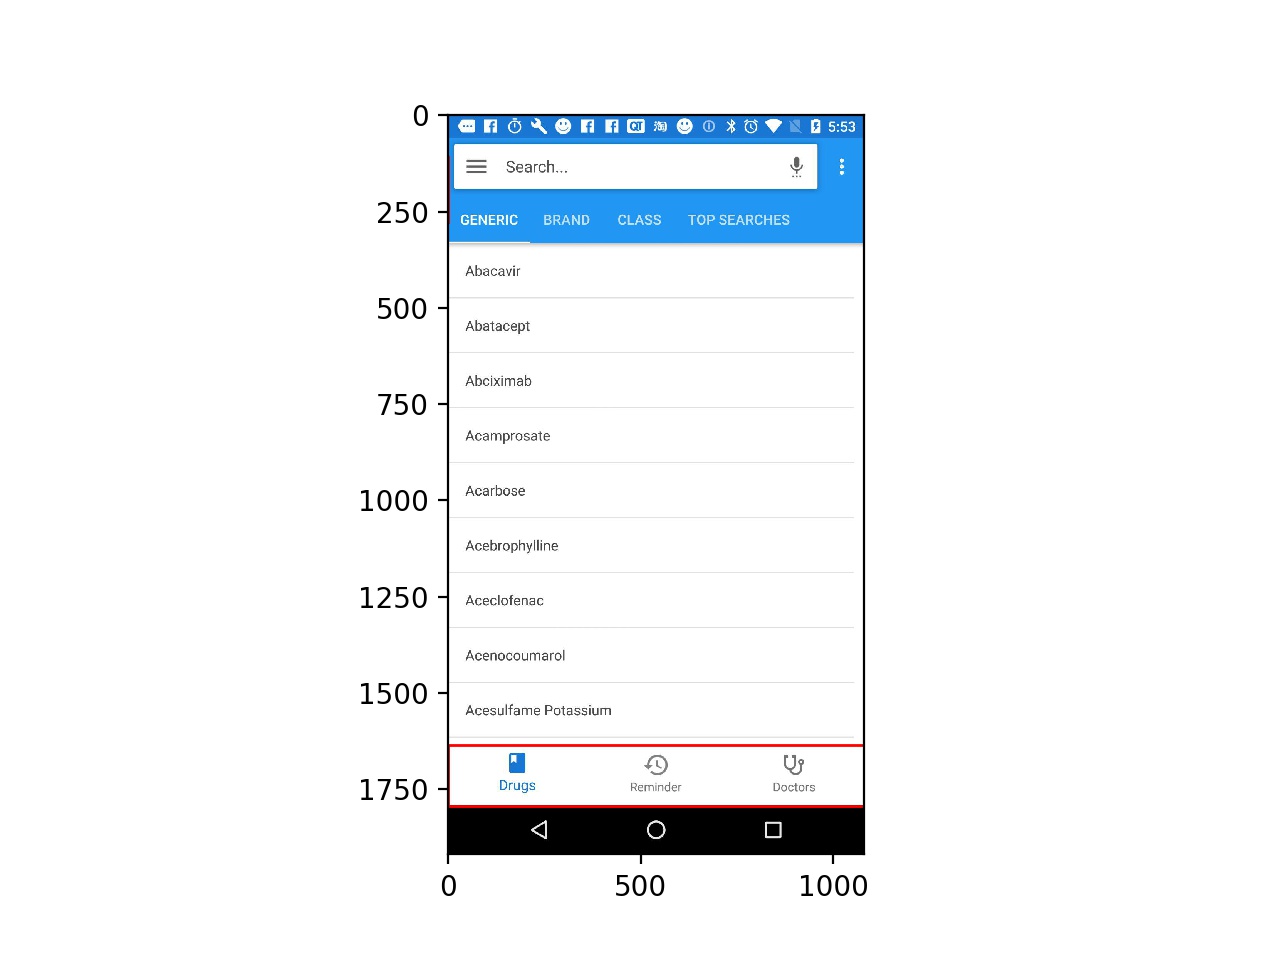 0
250
500
750
1000
1250
1500
1750
5:53
Search...
GENERIC BRAND CLASS TOP SEARCHES
Abacavir
Abatacept
Abciximab
Acamprosate
Acarbose
Acebrophylline
Aceclofenac
Acenocoumarol
Acesulfame Potassium
Drugs Reminder Doctors
0 500 1000